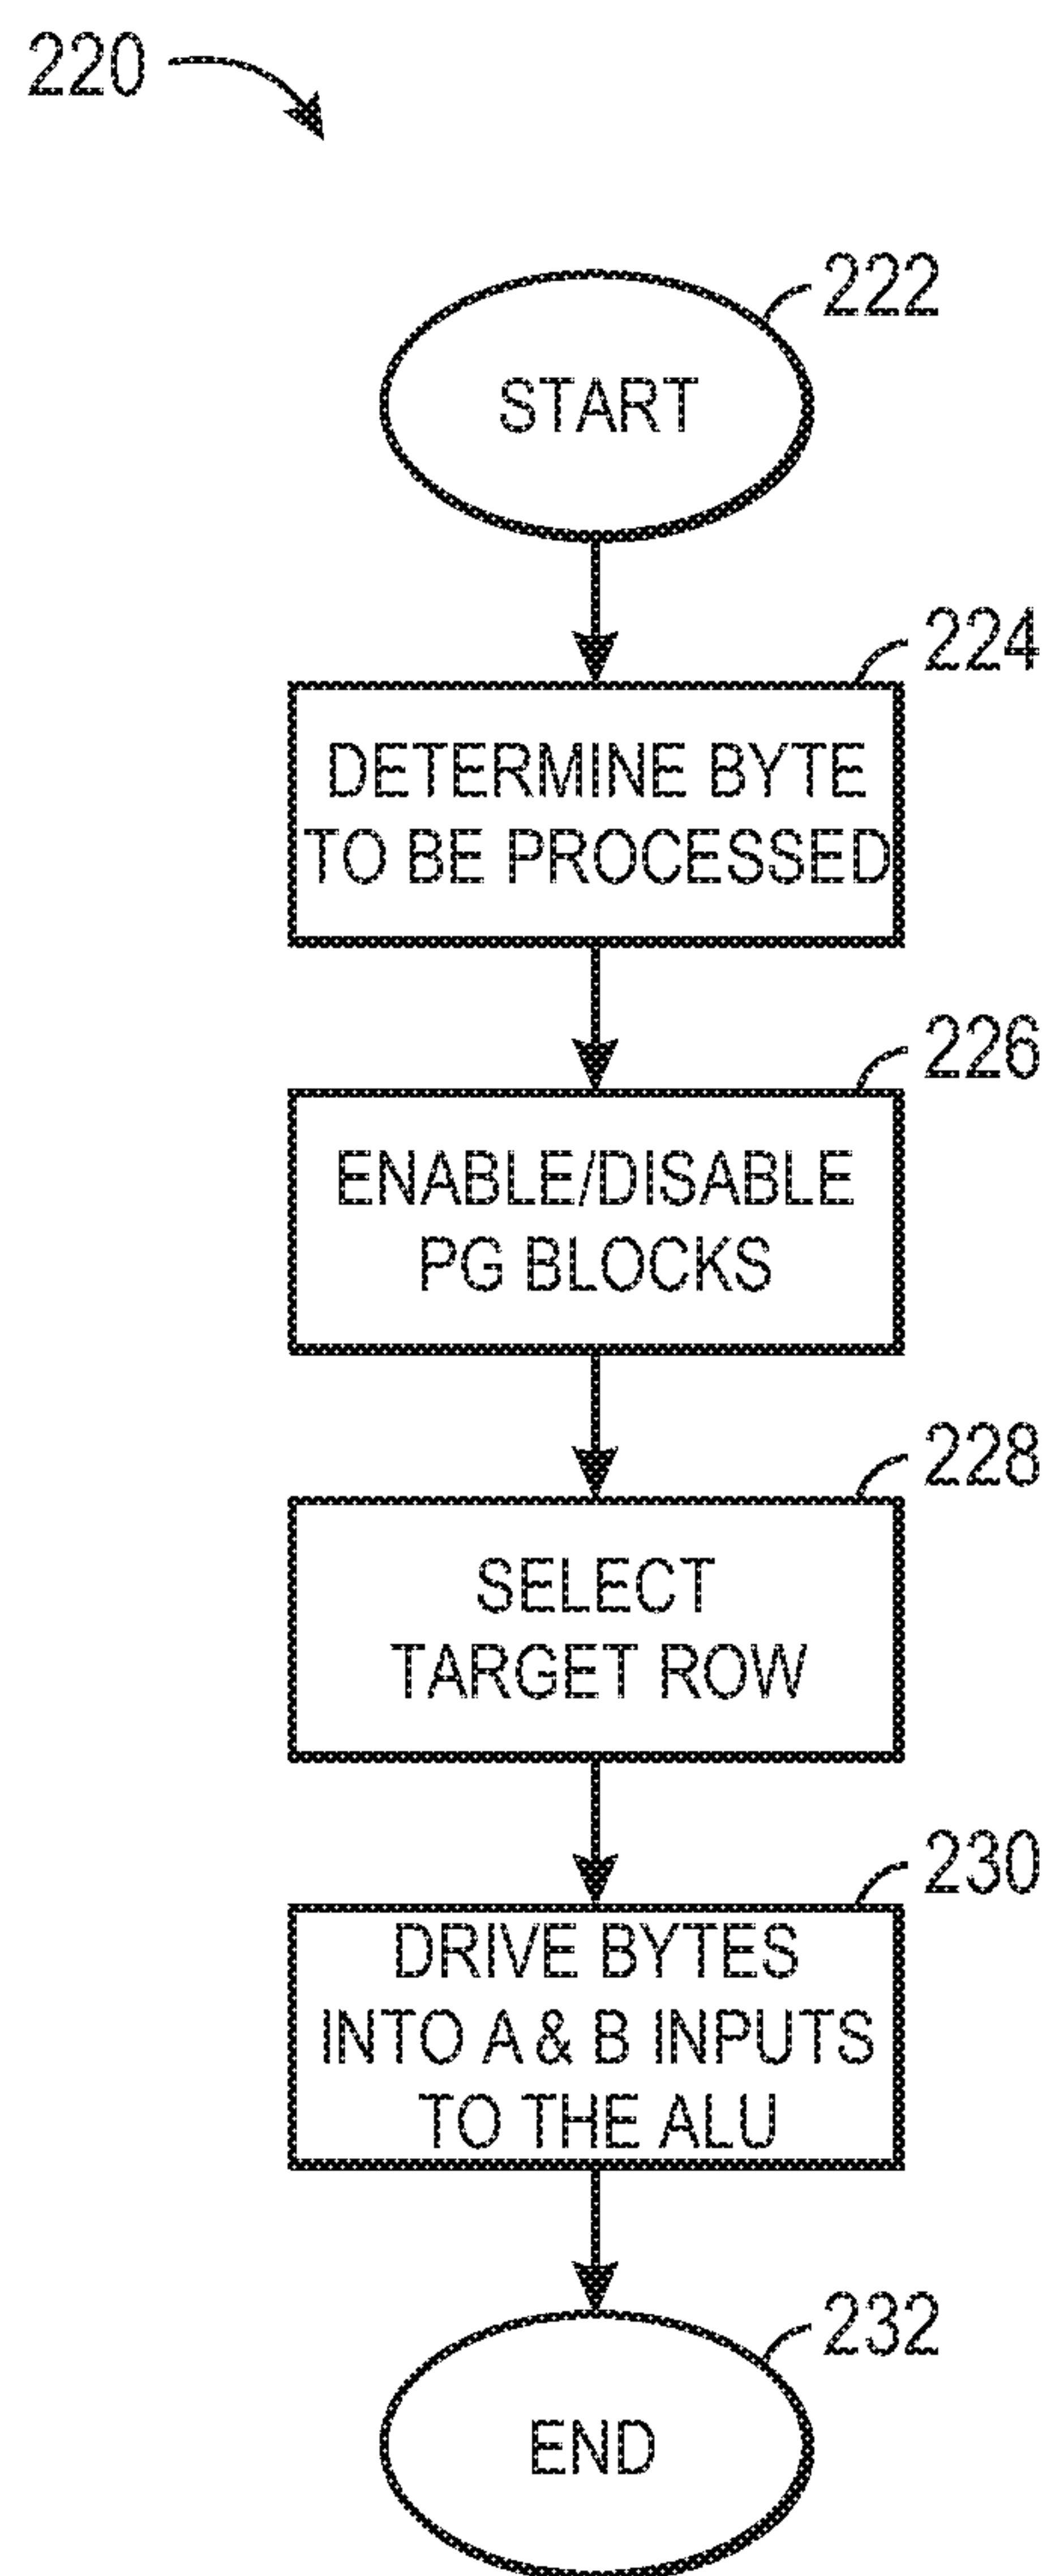 220
222
START
224
DETERMINE BYTE
TO BE PROCESSED
226
ENABLE/DISABLE
PG BLOCKS
228
SELECT
TARGET ROW
230
DRIVE BYTES
INTO A & B INPUTS
TO THE ALU
232
END